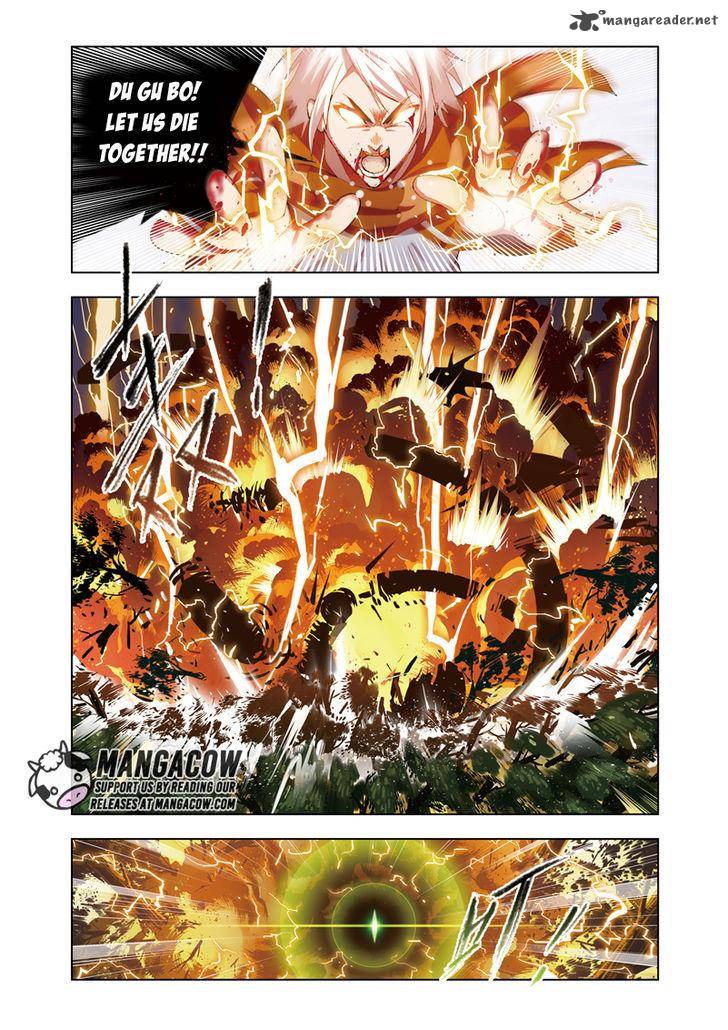 mangareader.net
DU GU BO!
LET US DIE
TOGETHER!!
MANGACOW
SUPPORT US BY READING OUR
RELEASES AT MANGACOW.COM